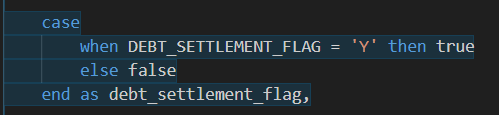 case
when DEBT_SETTLEMENT_FLAG = 'Y' then true
else false
end as debt_settlement_flag,